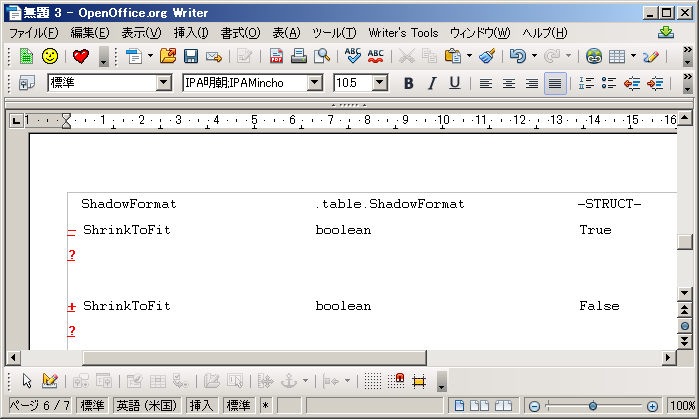 無題 3 - OpenOffice.org Writer
ファイル(F) 編集(E) 表示(V) 挿入(I) 書式(O) 表(A) ツール(T) Writer's Tools ウィンドウ(W) ヘルプ(H)
ABC ABC
標準 IPA明朝;IPAMincho 10.5 B I U
1 1 2 3 4 5 6 7 8 9 10 11 12 13 14 15 16
ShadowFormat .table.ShadowFormat -STRUCT-
- ShrinkToFit boolean True
?
+ ShrinkToFit boolean False
?
ページ 6 / 7 標準 英語 (米国) 挿入 標準 * 100%